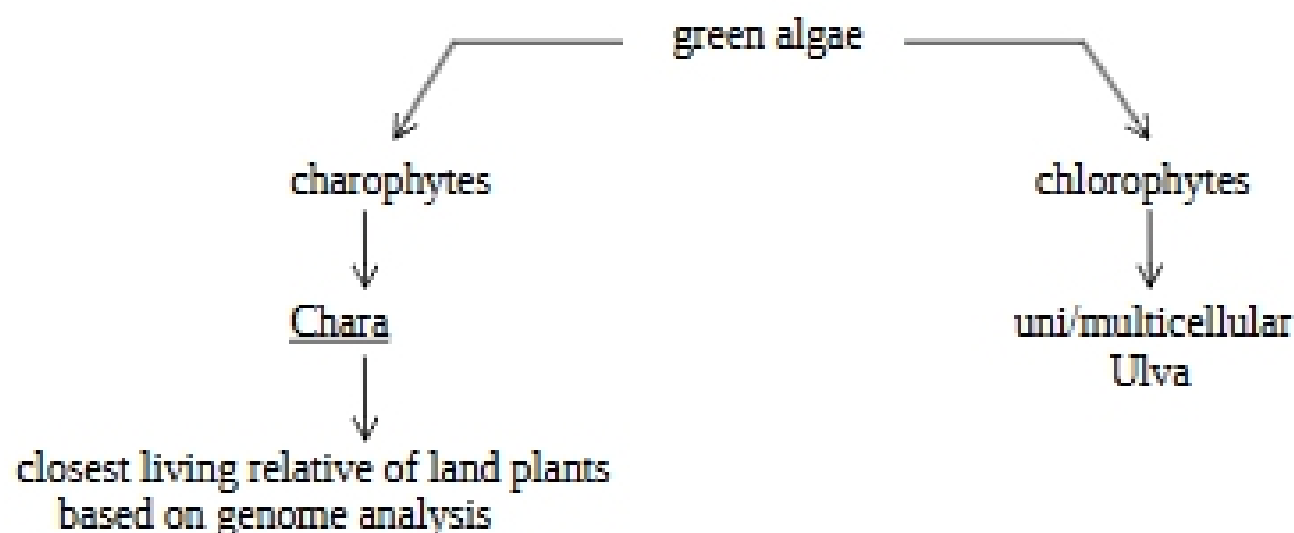 green algae
charophytes
chlorophytes
Chara
uni/multicellular
Ulva
closest living relative of land plants
based on genome analysis